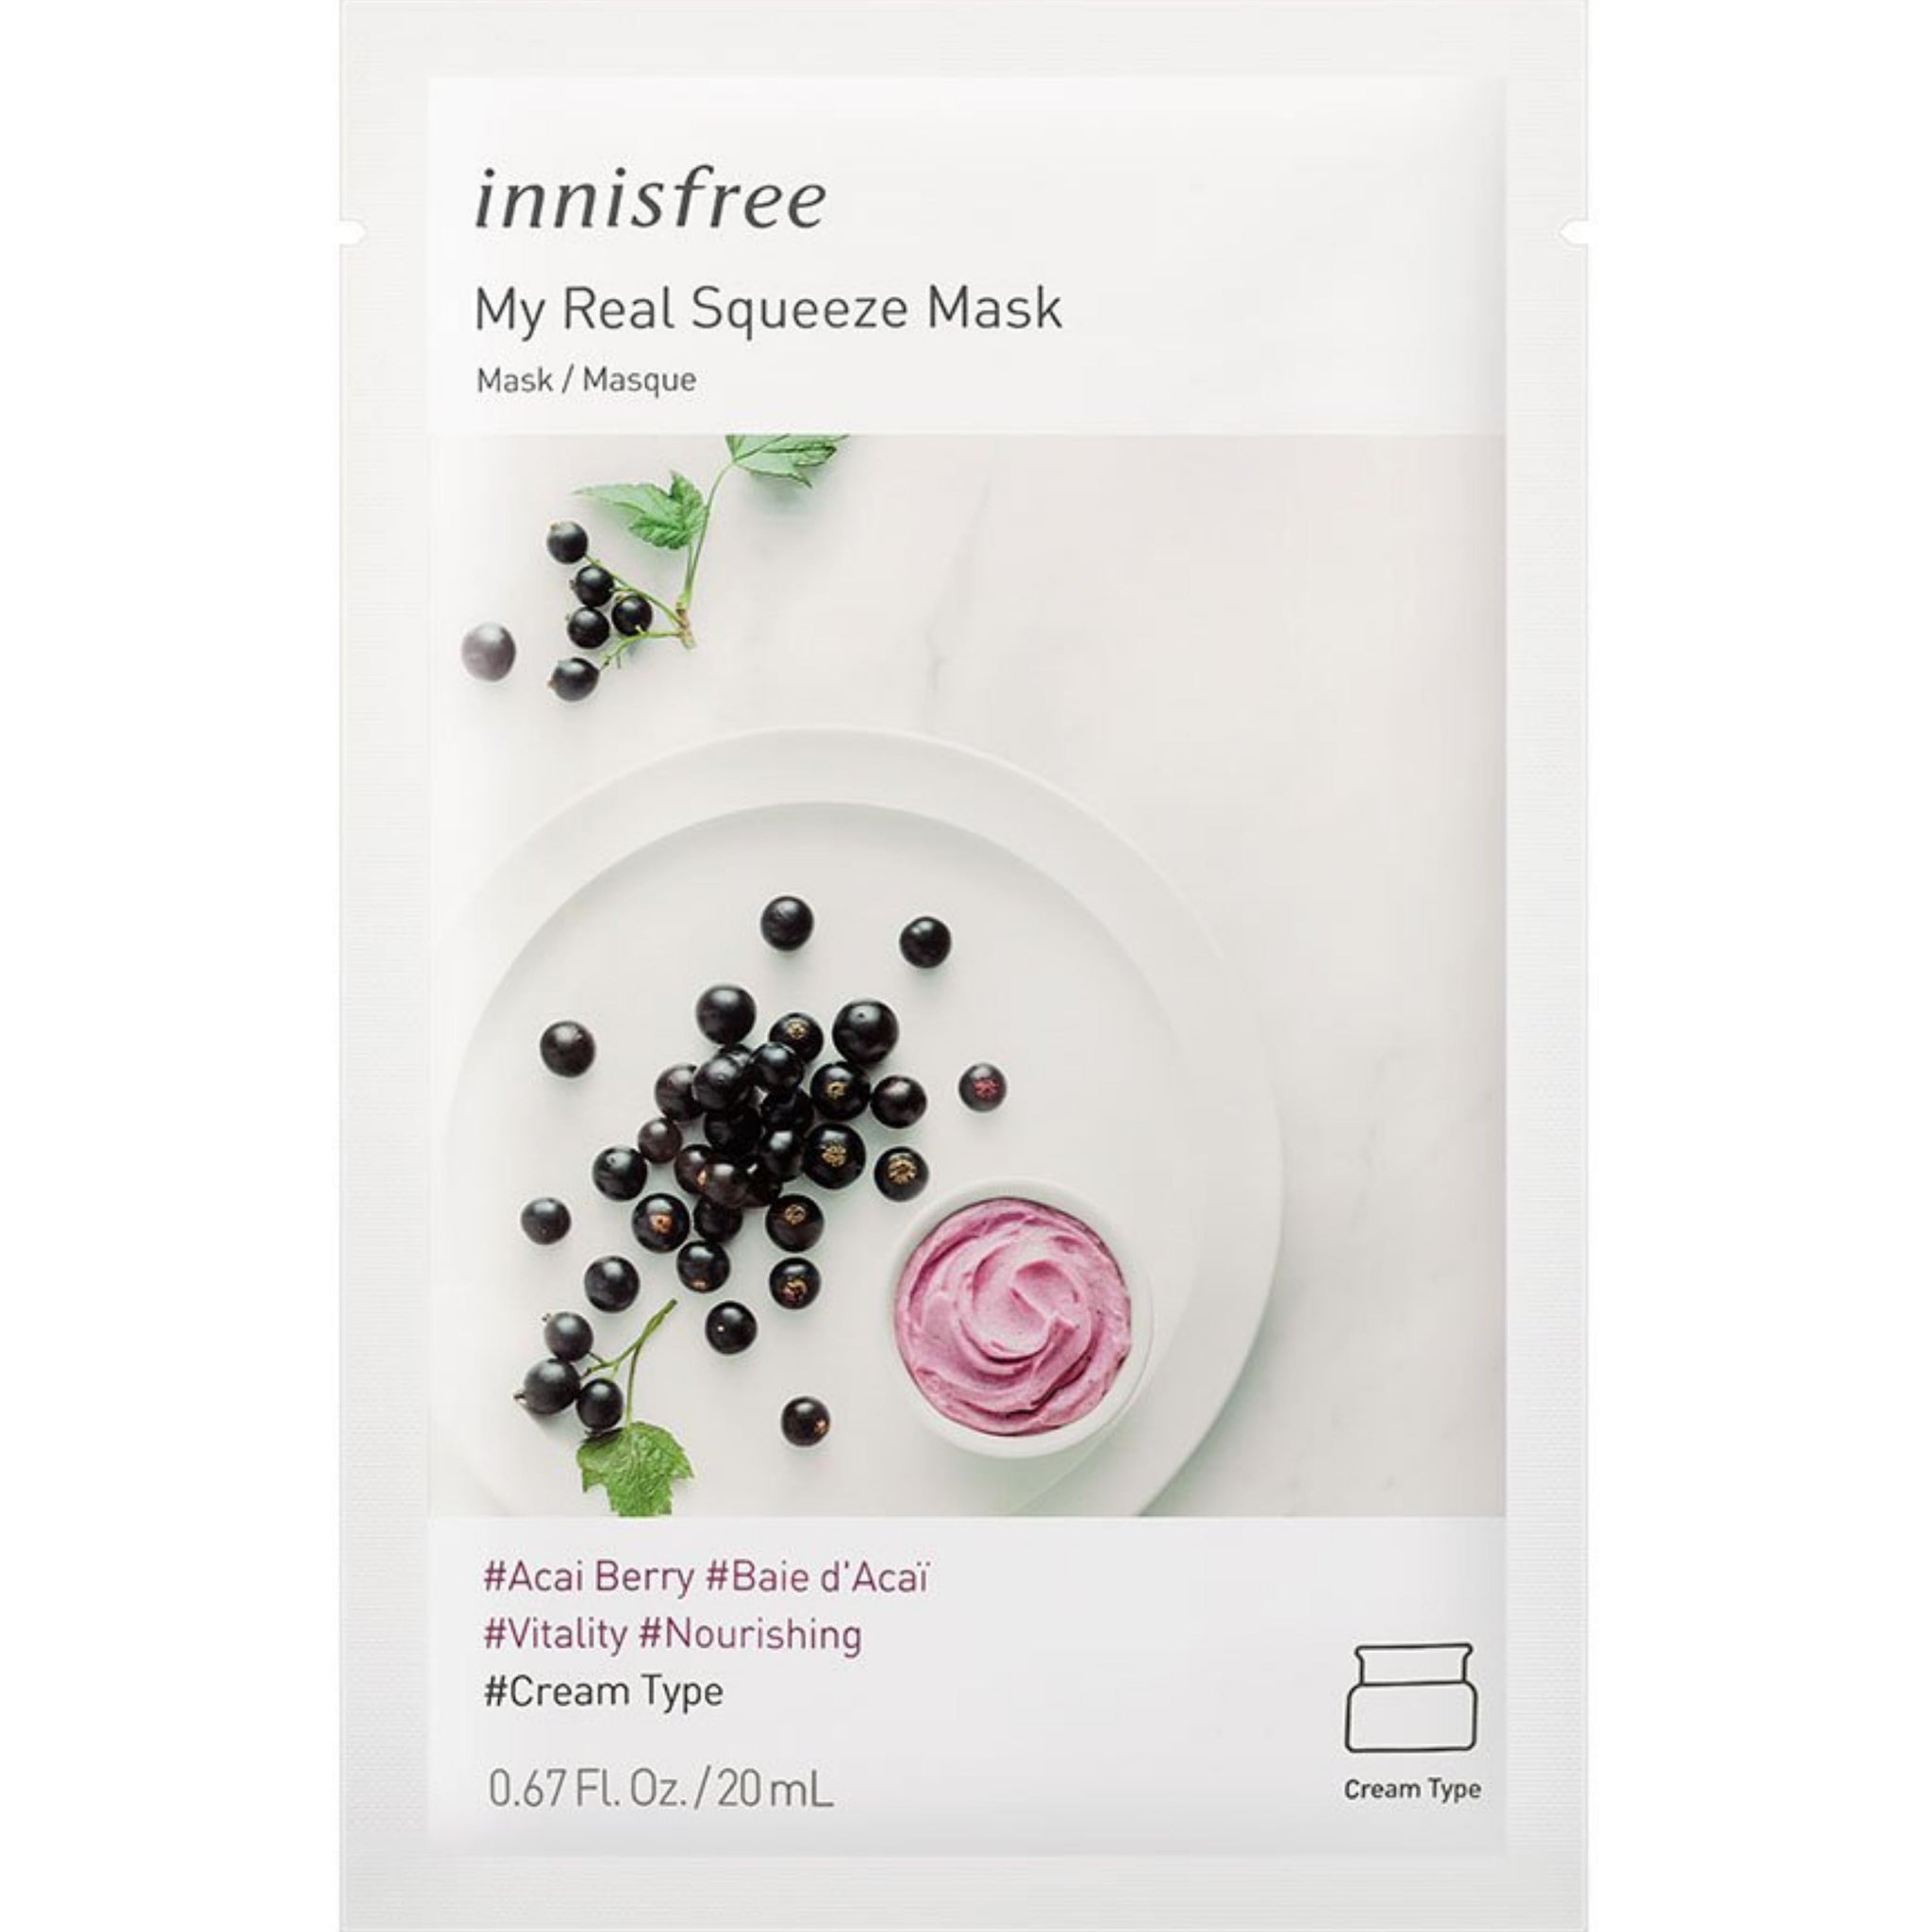 innisfree
My Real Squeeze Mask
Mask / Masque
#Acai Berry #Baie d'Acaï
#Vitality #Nourishing
#Cream Type
0.67 Fl. Oz. / 20 mL
Cream Type